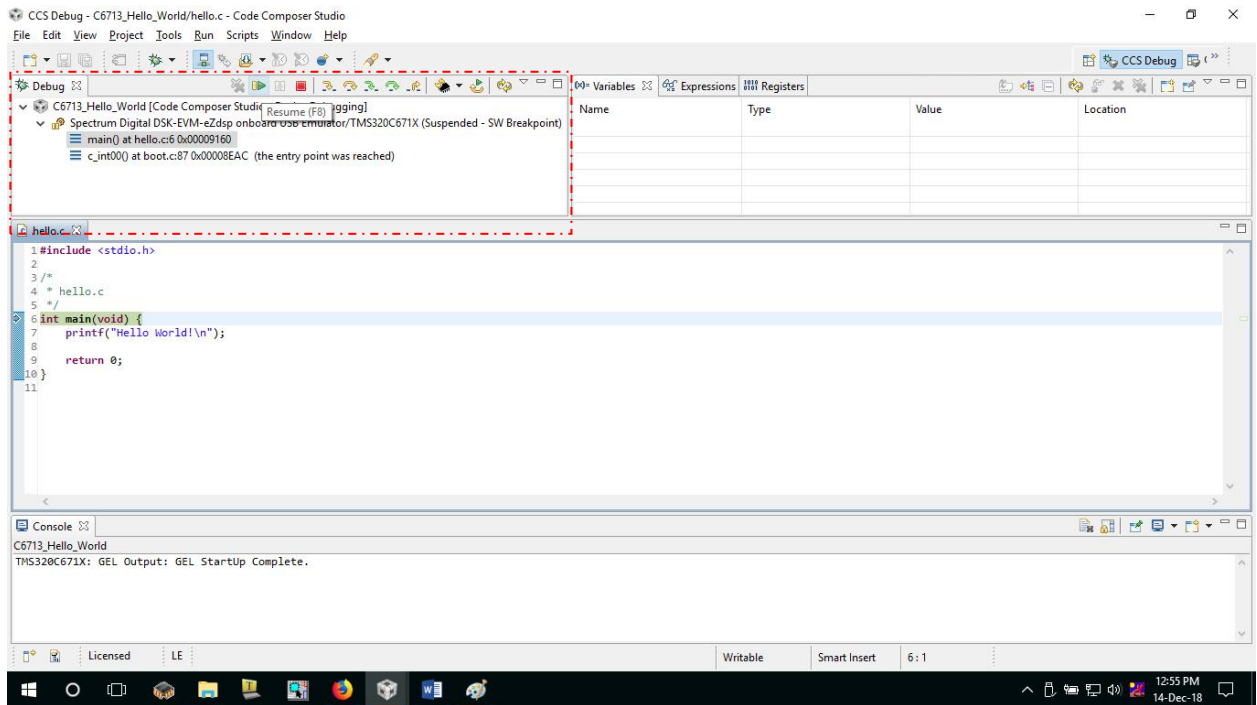 CCS Debug - C6713_Hello_World/hello.c - Code Composer Studio
File Edit View Project Tools Run Scripts Window Help
CCS Debug
Debug
C6713_Hello_World [Code Composer Studio
Resume (F8)
Spectrum Digital DSK-EVM-eZdsp onboard USB Emulator/TMS320C671X (Suspended - SW Breakpoint)
main() at hello.c:6 0x00009160
c_int00() at boot.c:87 0x00008EAC (the entry point was reached)
(x)= Variables Expressions 1010 Registers
Name Type Value Location
hello.c
1 #include <stdio.h>
2
3 /*
4 * hello.c
5 */
6 int main(void) {
7 printf("Hello World!\n");
8
9 return 0;
10 }
11
Console
C6713_Hello_World
TMS320C671X: GEL Output: GEL StartUp Complete.
Licensed LE Writable Smart Insert 6 : 1
12:55 PM
14-Dec-18